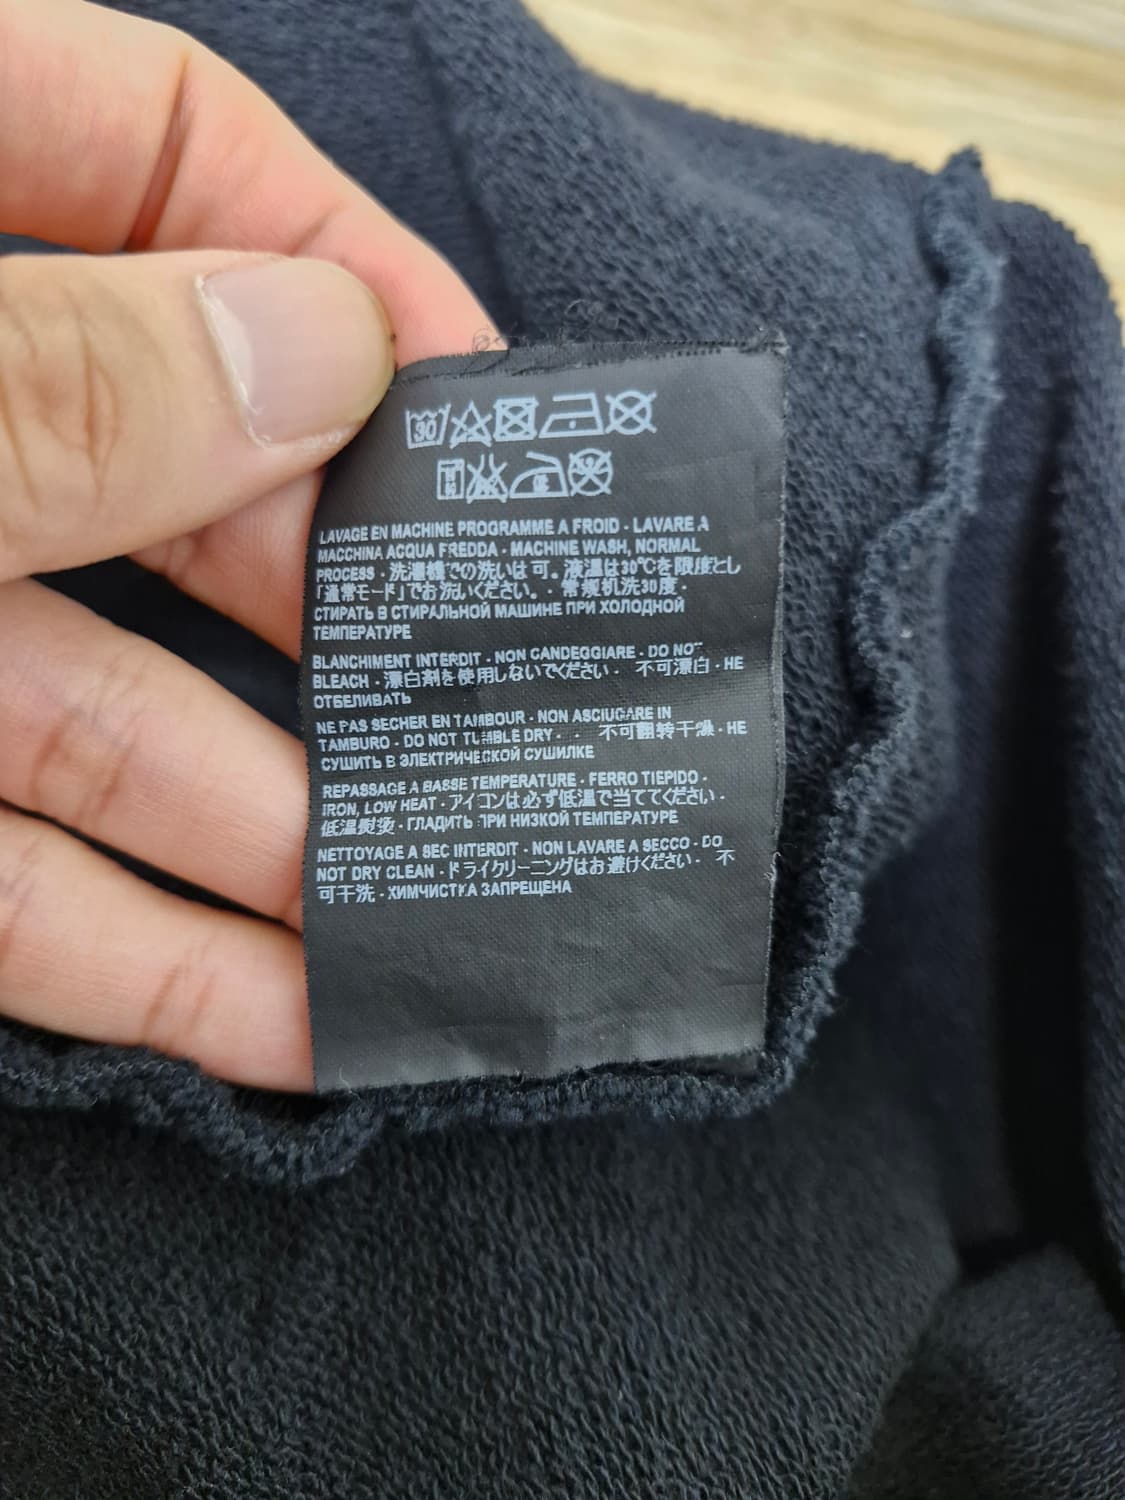 30
LAVAGE EN MACHINE PROGRAMME A FROID - LAVARE A
MACCHINA ACQUA FREDDA - MACHINE WASH, NORMAL
PROCESS - 洗濯機での洗いは可。液温は30℃を限度とし
「通常モード」でお洗いください。 - 常规机洗30度 -
СТИРАТЬ В СТИРАЛЬНОЙ МАШИНЕ ПРИ ХОЛОДНОЙ
ТЕМПЕРАТУРЕ
BLANCHIMENT INTERDIT - NON CANDEGGIARE - DO NOT
BLEACH - 漂白剤を使用しないでください - 不可漂白 - НЕ
ОТБЕЛИВАТЬ
NE PAS SECHER EN TAMBOUR - NON ASCIUGARE IN
TAMBURO - DO NOT TUMBLE DRY - - 不可翻转干燥 - НЕ
СУШИТЬ В ЭЛЕКТРИЧЕСКОЙ СУШИЛКЕ
REPASSAGE A BASSE TEMPERATURE - FERRO TIEPIDO -
IRON, LOW HEAT - アイロンは必ず低温で当ててください -
低温熨烫 - ГЛАДИТЬ ПРИ НИЗКОЙ ТЕМПЕРАТУРЕ
NETTOYAGE A SEC INTERDIT - NON LAVARE A SECCO - DO
NOT DRY CLEAN - ドライクリーニングはお避けください - 不
可干洗 - ХИМЧИСТКА ЗАПРЕЩЕНА